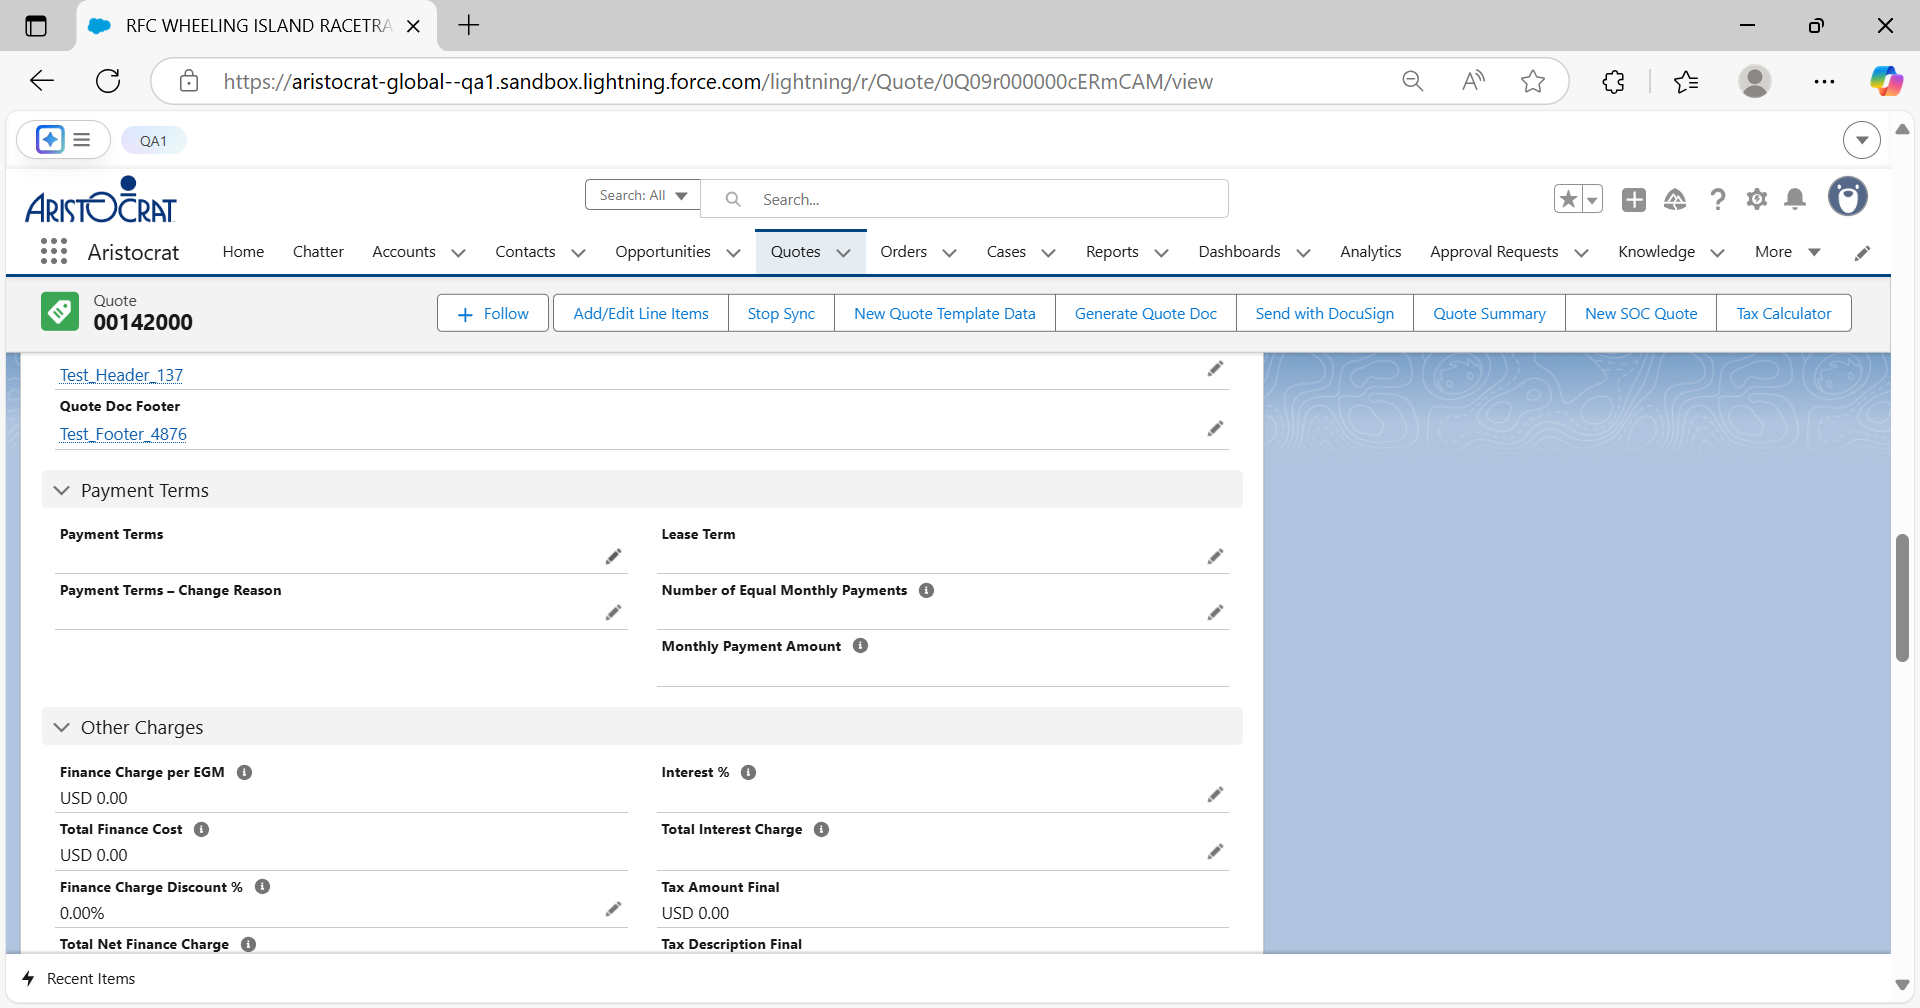 RFC WHEELING ISLAND RACETRA
https://aristocrat-global--qa1.sandbox.lightning.force.com/lightning/r/Quote/0Q09r000000cERmCAM/view
QA1
ARISTOCRAT
Search: All
Search...
Aristocrat
Home
Chatter
Accounts
Contacts
Opportunities
Quotes
Orders
Cases
Reports
Dashboards
Analytics
Approval Requests
Knowledge
More
Quote
00142000
Follow
Add/Edit Line Items
Stop Sync
New Quote Template Data
Generate Quote Doc
Send with DocuSign
Quote Summary
New SOC Quote
Tax Calculator
Test_Header_137
Quote Doc Footer
Test_Footer_4876
Payment Terms
Payment Terms
Lease Term
Payment Terms – Change Reason
Number of Equal Monthly Payments
Monthly Payment Amount
Other Charges
Finance Charge per EGM
USD 0.00
Interest %
Total Finance Cost
USD 0.00
Total Interest Charge
Finance Charge Discount %
0.00%
Tax Amount Final
USD 0.00
Total Net Finance Charge
Tax Description Final
Recent Items